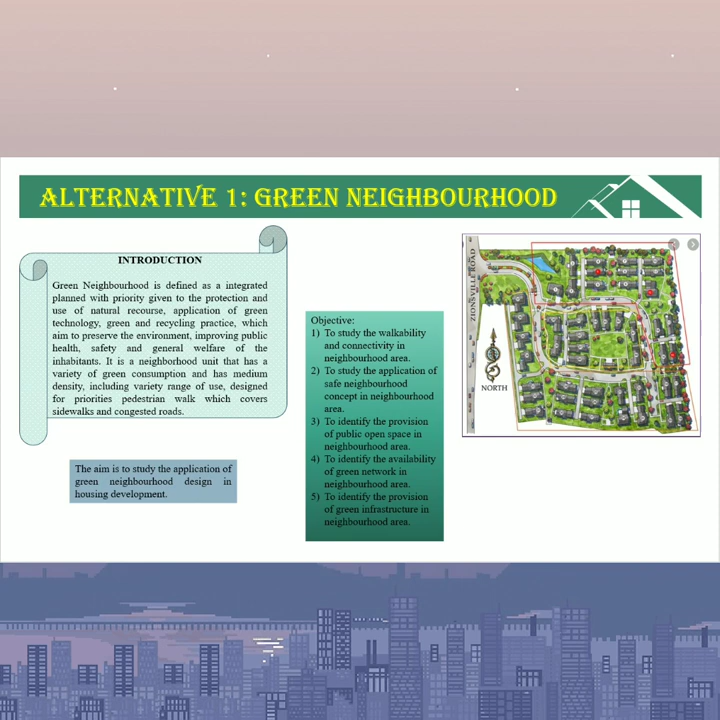 ALTERNATIVE 1: GREEN NEIGHBOURHOOD
INTRODUCTION
Green Neighbourhood is defined as a integrated
planned with priority given to the protection and
use of natural recourse, application of green
technology, green and recycling practice, which
aim to preserve the environment, improving public
health, safety and general welfare of the
inhabitants. It is a neighborhood unit that has a
variety of green consumption and has medium
density, including variety range of use, designed
for priorities pedestrian walk which covers
sidewalks and congested roads.
The aim is to study the application of
green neighbourhood design in
housing development.
Objective:
1) To study the walkability
and connectivity in
neighbourhood area.
2) To study the application of
safe neighbourhood
concept in neighbourhood
area.
3) To identify the provision
of public open space in
neighbourhood area.
4) To identify the availability
of green network in
neighbourhood area.
5) To identify the provision
of green infrastructure in
neighbourhood area.
ZIONSVILLE ROAD
NORTH